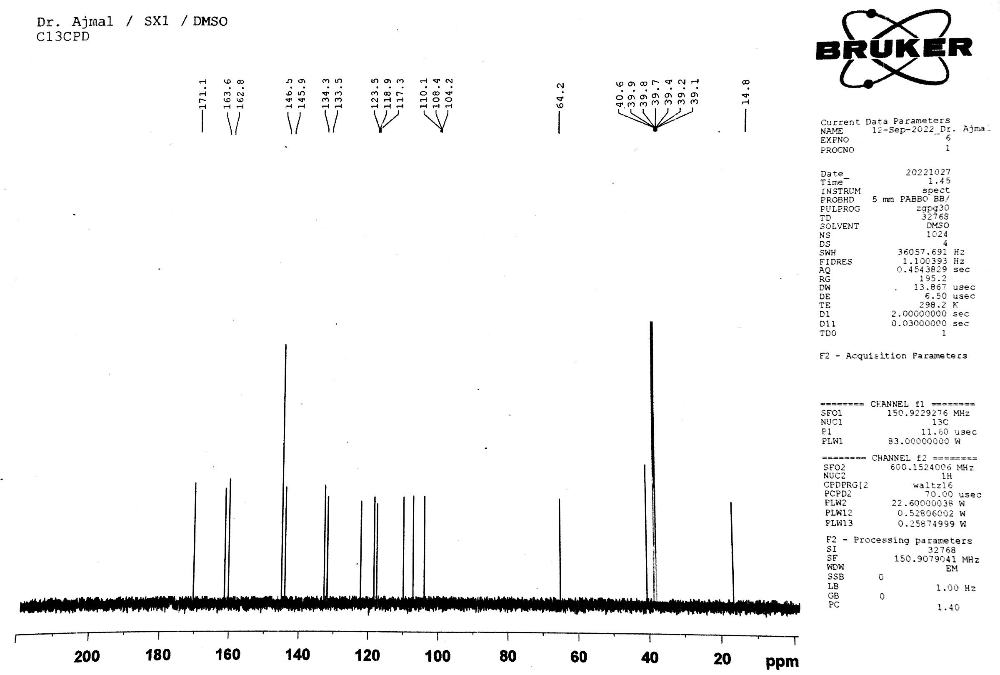 Dr. Ajmal / SX1 / DMSO
C13CPD
BRUKER
171.1
163.6
162.8
146.5
145.9
134.3
133.5
123.5
118.9
117.3
110.1
108.4
104.2
64.2
40.6
39.9
39.8
39.7
39.4
39.2
39.1
14.8
Current Data Parameters
NAME 12-Sep-2022_Dr. Ajma
EXPNO 6
PROCNO 1
Date_ 20221027
Time 1.45
INSTRUM spect
PROBHD 5 mm PABBO BB/
PULPROG zgpg30
TD 32768
SOLVENT DMSO
NS 1024
DS 4
SWH 36057.691 Hz
FIDRES 1.100393 Hz
AQ 0.4543829 sec
RG 195.2
DW 13.867 usec
DE 6.50 usec
TE 298.2 K
D1 2.00000000 sec
D11 0.03000000 sec
TD0 1
F2 - Acquisition Parameters
======== CHANNEL f1 ========
SFO1 150.9229276 MHz
NUC1 13C
P1 11.60 usec
PLW1 83.00000000 W
======== CHANNEL f2 ========
SFO2 600.1524006 MHz
NUC2 1H
CPDPRG[2 waltz16
PCPD2 70.00 usec
PLW2 22.60000038 W
PLW12 0.52806002 W
PLW13 0.25874999 W
F2 - Processing parameters
SI 32768
SF 150.9079041 MHz
WDW EM
SSB 0
LB 1.00 Hz
GB 0
PC 1.40
200 180 160 140 120 100 80 60 40 20 ppm